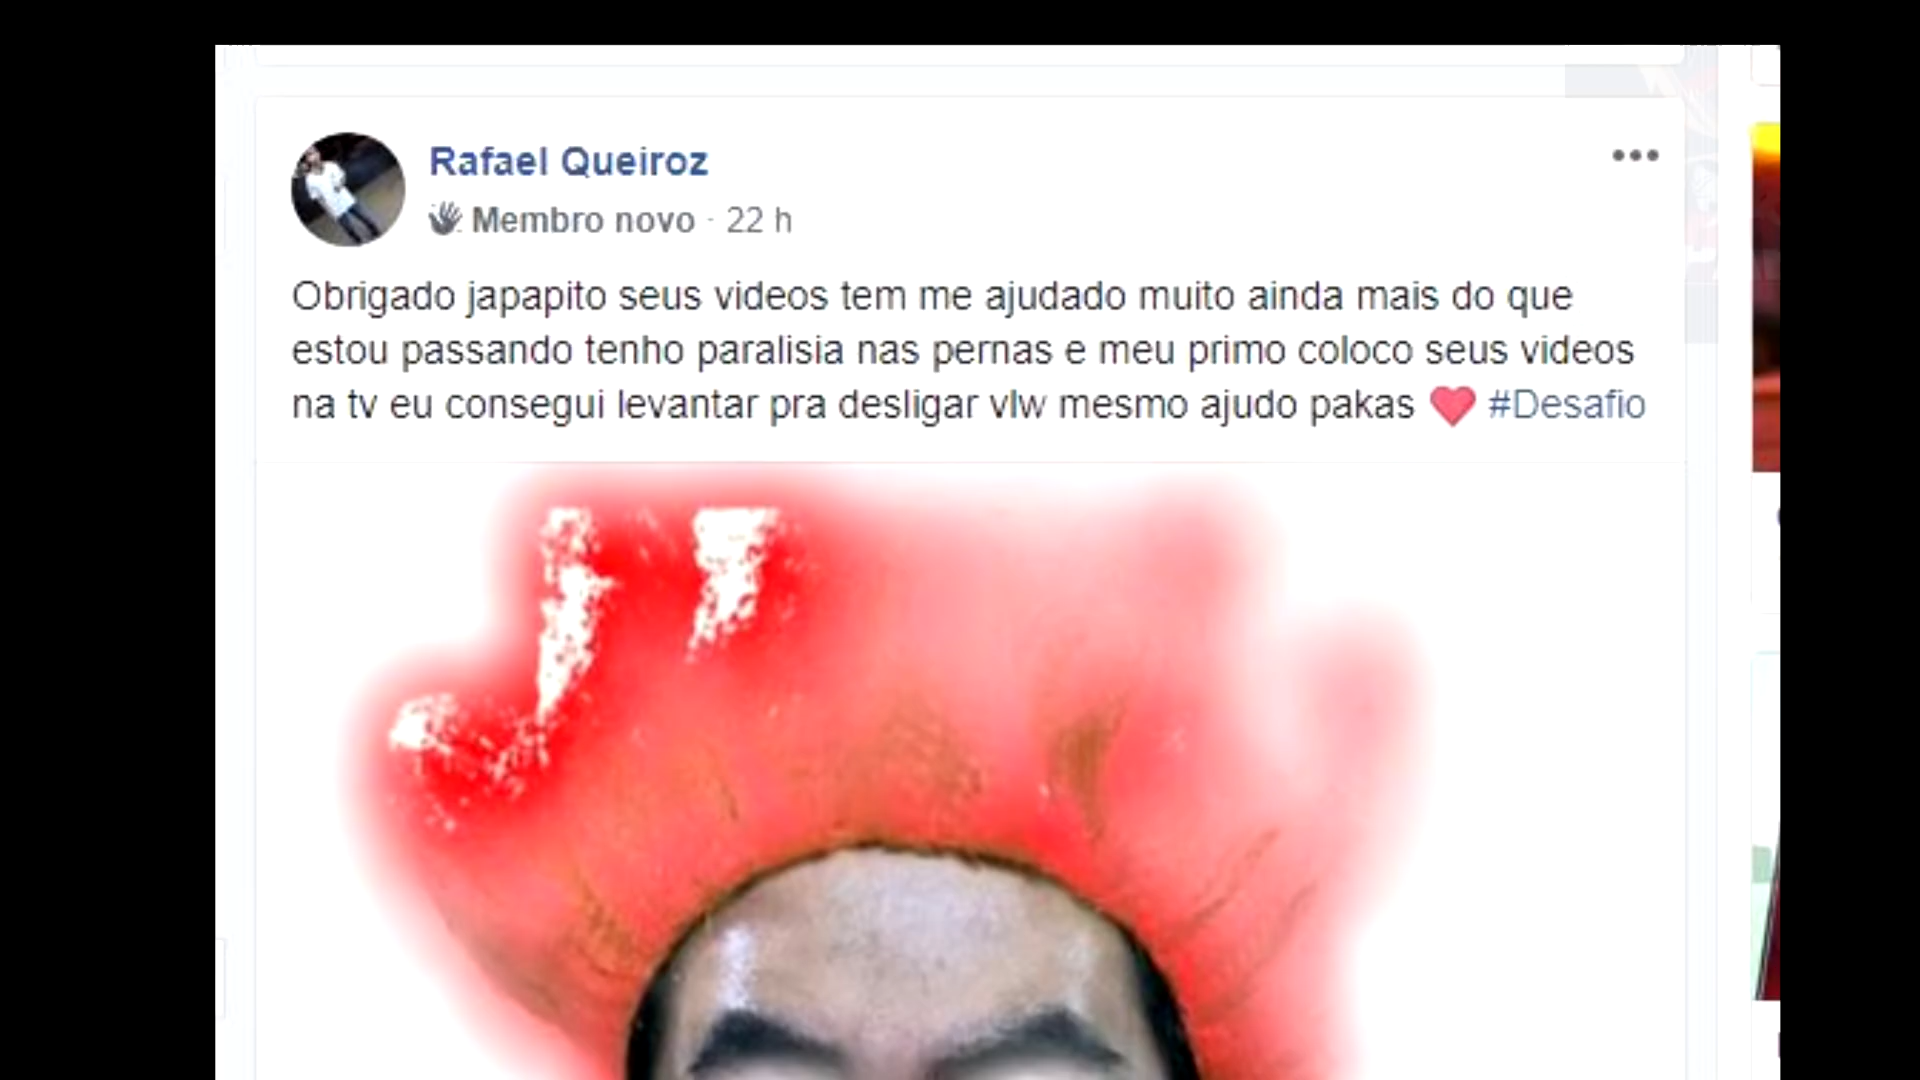 Rafael Queiroz
Membro novo · 22 h
Obrigado japapito seus videos tem me ajudado muito ainda mais do que
estou passando tenho paralisia nas pernas e meu primo coloco seus videos
na tv eu consegui levantar pra desligar vlw mesmo ajudo pakas ❤️ #Desafio